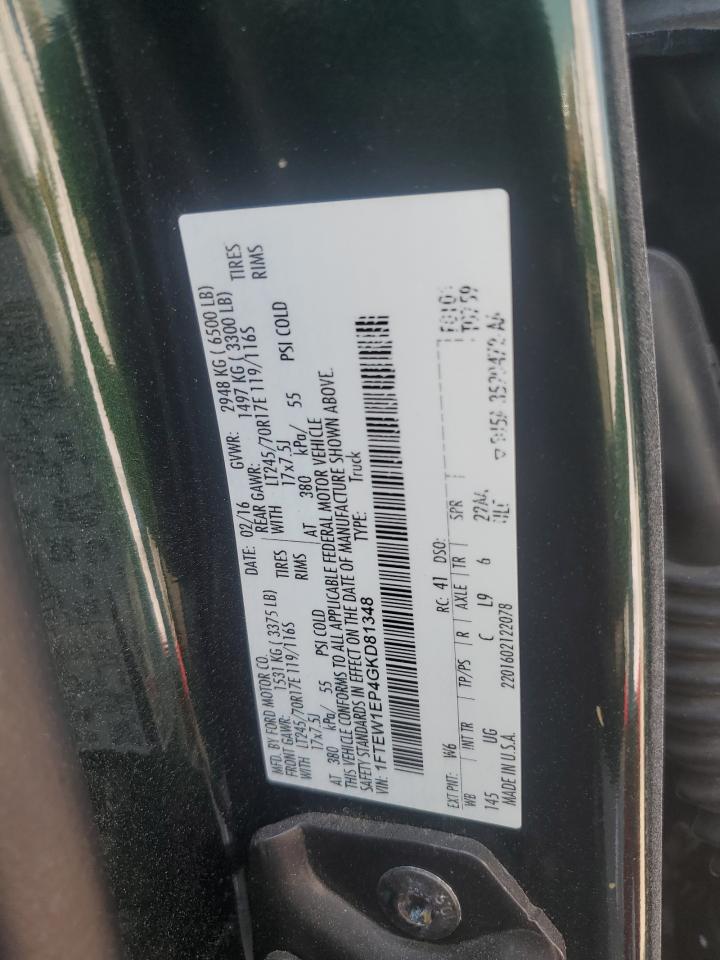 MFD. BY FORD MOTOR CO.
DATE: 02/16 GVWR: 2948 KG ( 6500 LB)
FRONT GAWR: 1531 KG ( 3375 LB) REAR GAWR: 1497 KG ( 3300 LB)
WITH LT245/70R17E 119/116S TIRES WITH LT245/70R17E 119/116S TIRES
17x7.5J RIMS 17x7.5J RIMS
AT 380 kPa/ 55 PSI COLD AT 380 kPa/ 55 PSI COLD
THIS VEHICLE CONFORMS TO ALL APPLICABLE FEDERAL MOTOR VEHICLE
SAFETY STANDARDS IN EFFECT ON THE DATE OF MANUFACTURE SHOWN ABOVE.
VIN: 1FTEW1EP4GKD81348 TYPE: Truck
EXT PNT: W6 RC: 41 DSO:
WB INT TR TP/PS R AXLE TR SPR
145 UG C L9 6 22AA
MADE IN U.S.A. 2201602122078